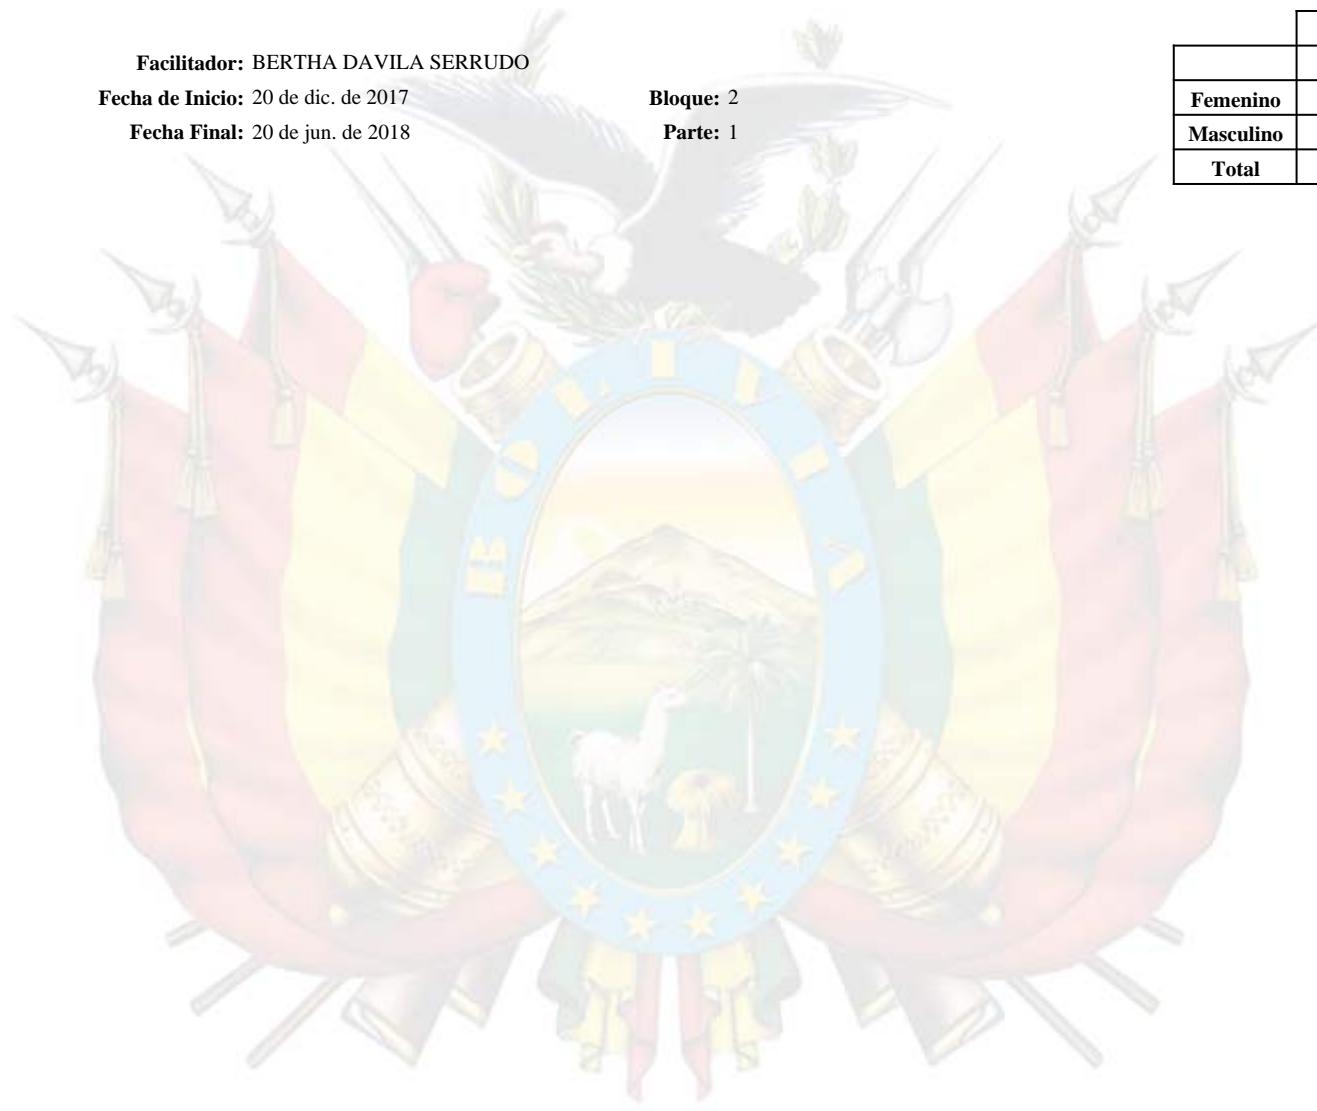 Facilitador: BERTHA DAVILA SERRUDO
Fecha de Inicio: 20 de dic. de 2017 Bloque: 2
Fecha Final: 20 de jun. de 2018 Parte: 1
Femenino
Masculino
Total
BOLIVIA